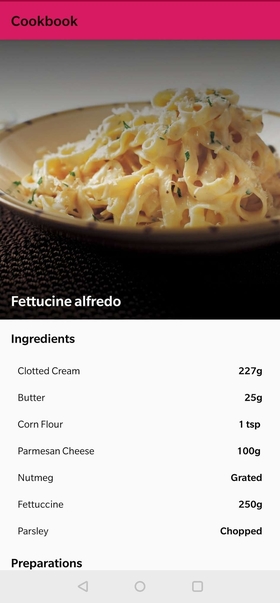 Cookbook
Fettucine alfredo
Ingredients
Clotted Cream 227g
Butter 25g
Corn Flour 1 tsp
Parmesan Cheese 100g
Nutmeg Grated
Fettuccine 250g
Parsley Chopped
Preparations